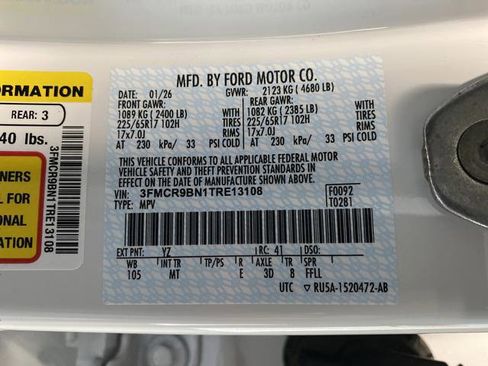 MFD. BY FORD MOTOR CO.
DATE: 01/26 GVWR: 2123 KG ( 4680 LB)
FRONT GAWR: REAR GAWR:
1089 KG ( 2400 LB) WITH 1082 KG ( 2385 LB) WITH
225/65R17 102H TIRES 225/65R17 102H TIRES
17x7.0J RIMS 17x7.0J RIMS
AT 230 kPa/ 33 PSI COLD AT 230 kPa/ 33 PSI COLD
THIS VEHICLE CONFORMS TO ALL APPLICABLE FEDERAL MOTOR
VEHICLE SAFETY AND THEFT PREVENTION STANDARDS IN EFFECT
ON THE DATE OF MANUFACTURE SHOWN ABOVE.
VIN: 3FMCR9BN1TRE13108 F0092
TYPE: MPV T0281
EXT PNT: YZ RC: 41 DSO:
WB INT TR TP/PS R AXLE TR SPR
105 MT E 3D 8 FFLL
UTC RU5A-1520472-AB
FORMATION
REAR: 3
40 lbs.
3FMCR9BN1TRE13108
NERS
L FOR
ONAL
ATION